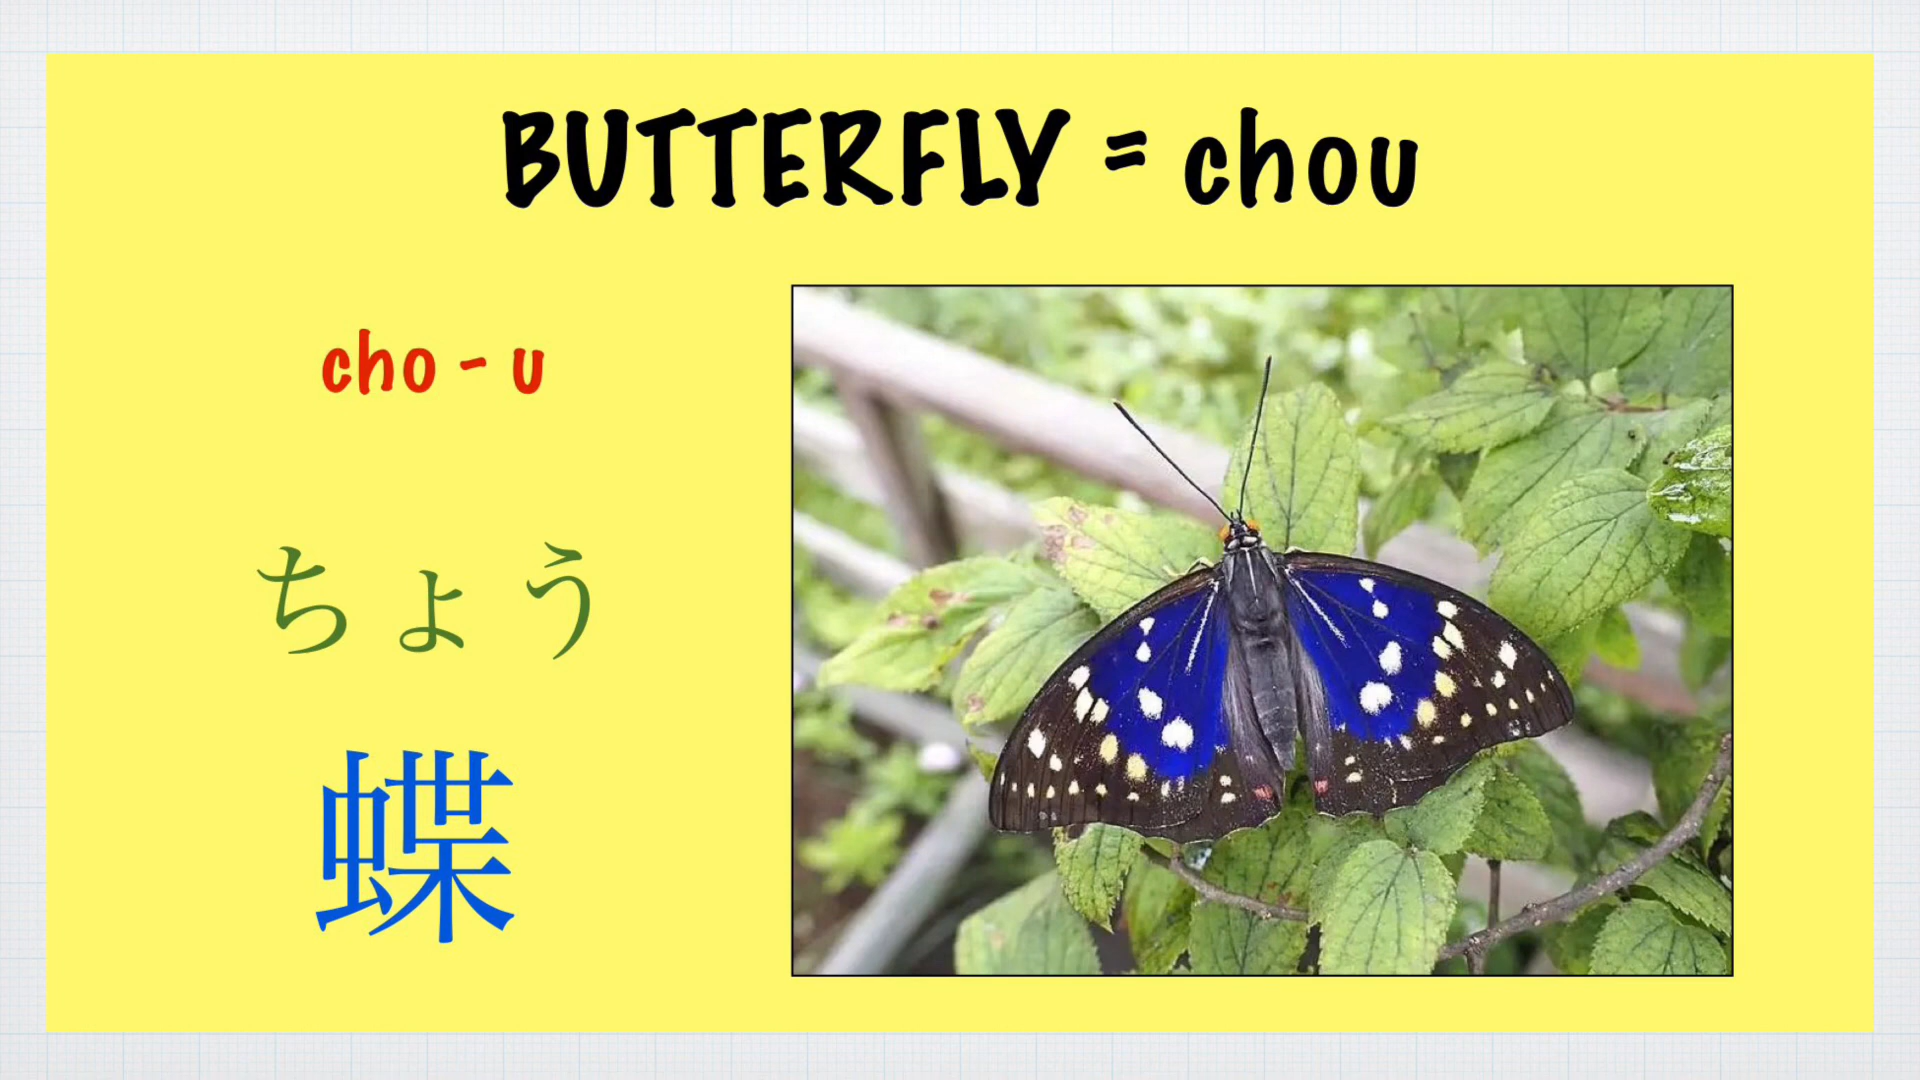 BUTTERFLY = chou
cho - u
ちょう
蝶